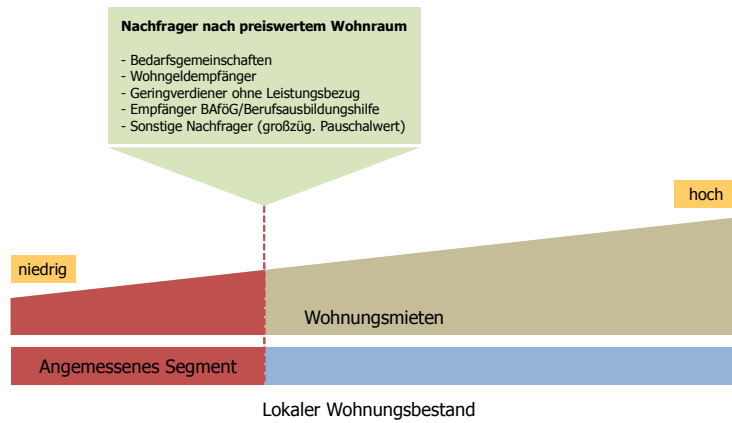 Nachfrager nach preiswertem Wohnraum
- Bedarfsgemeinschaften
- Wohngeldempfänger
- Geringverdiener ohne Leistungsbezug
- Empfänger BAföG/Berufsausbildungshilfe
- Sonstige Nachfrager (großzüg. Pauschalwert)
hoch
niedrig
Wohnungsmieten
Angemessenes Segment
Lokaler Wohnungsbestand